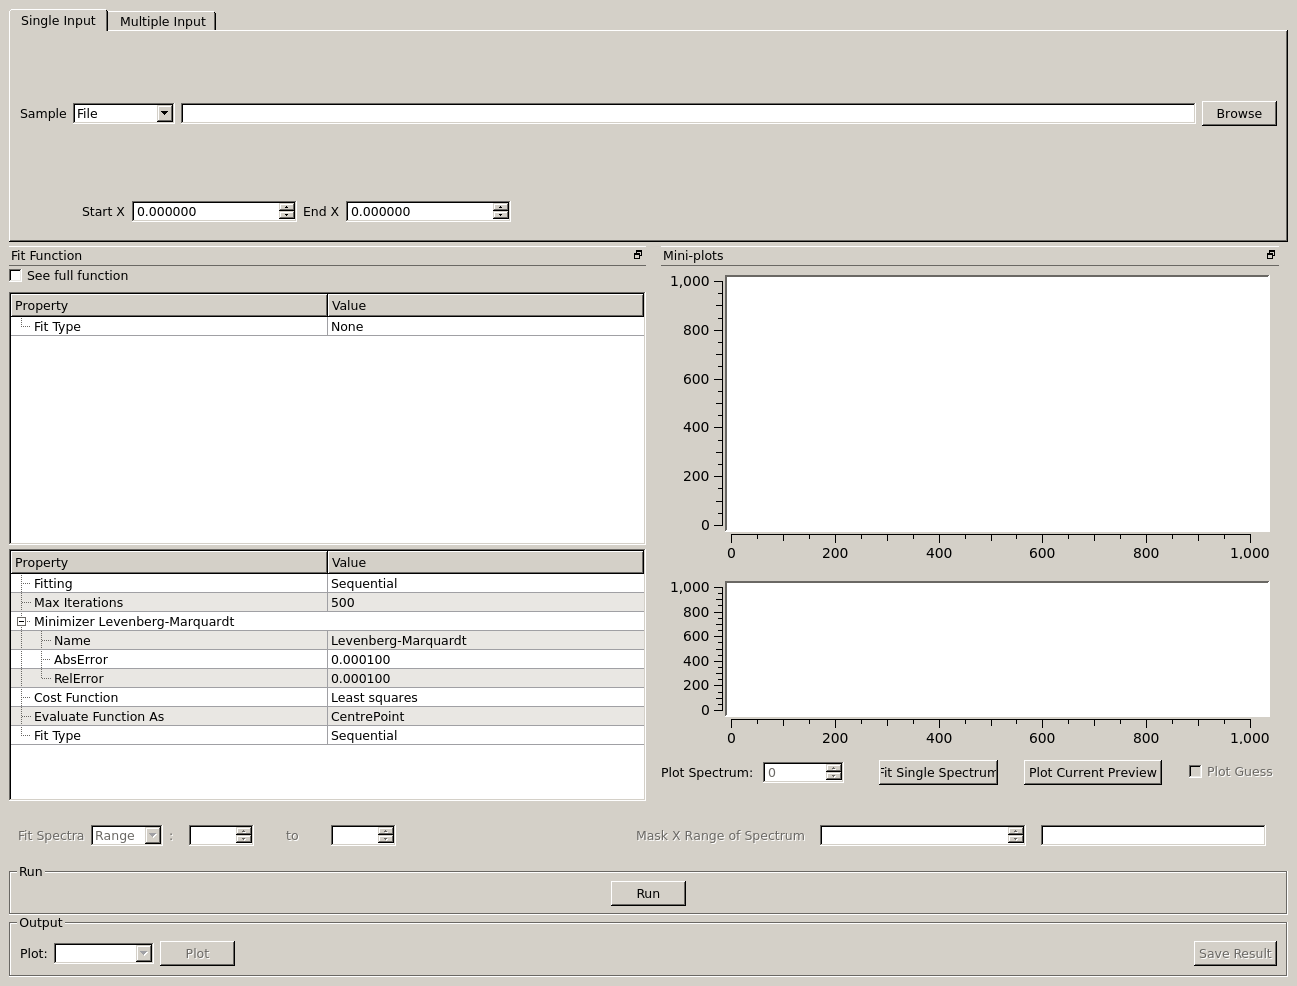 Single Input Multiple Input
Sample File Browse
Start X 0.000000 End X 0.000000
Fit Function
See full function
Property Value
Fit Type None
Property Value
Fitting Sequential
Max Iterations 500
Minimizer Levenberg-Marquardt
Name Levenberg-Marquardt
AbsError 0.000100
RelError 0.000100
Cost Function Least squares
Evaluate Function As CentrePoint
Fit Type Sequential
Mini-plots
1,000
800
600
400
200
0
0 200 400 600 800 1,000
1,000
800
600
400
200
0
0 200 400 600 800 1,000
Plot Spectrum: 0 Fit Single Spectrum Plot Current Preview Plot Guess
Fit Spectra Range : to Mask X Range of Spectrum
Run
Run
Output
Plot: Plot Save Result